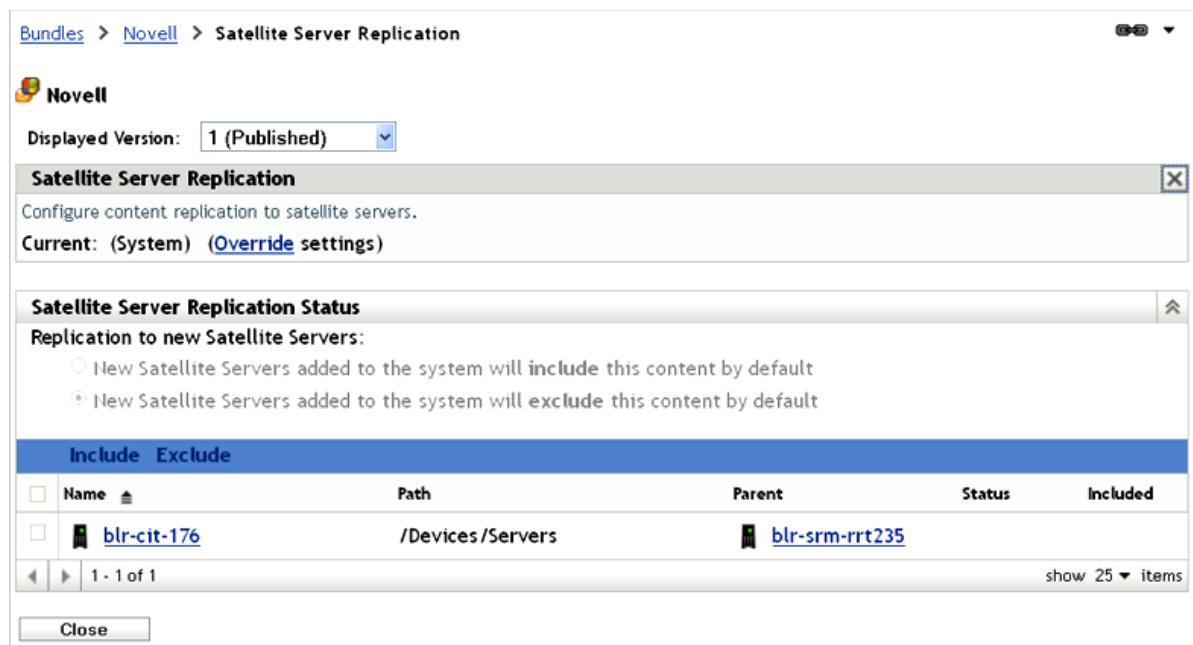 Bundles > Novell > Satellite Server Replication
Novell
Displayed Version: 1 (Published)
Satellite Server Replication
Configure content replication to satellite servers.
Current: (System) (Override settings)
Satellite Server Replication Status
Replication to new Satellite Servers:
New Satellite Servers added to the system will include this content by default
New Satellite Servers added to the system will exclude this content by default
Include Exclude
Name Path Parent Status Included
blr-cit-176 /Devices/Servers blr-srm-rrt235
1 - 1 of 1 show 25 items
Close